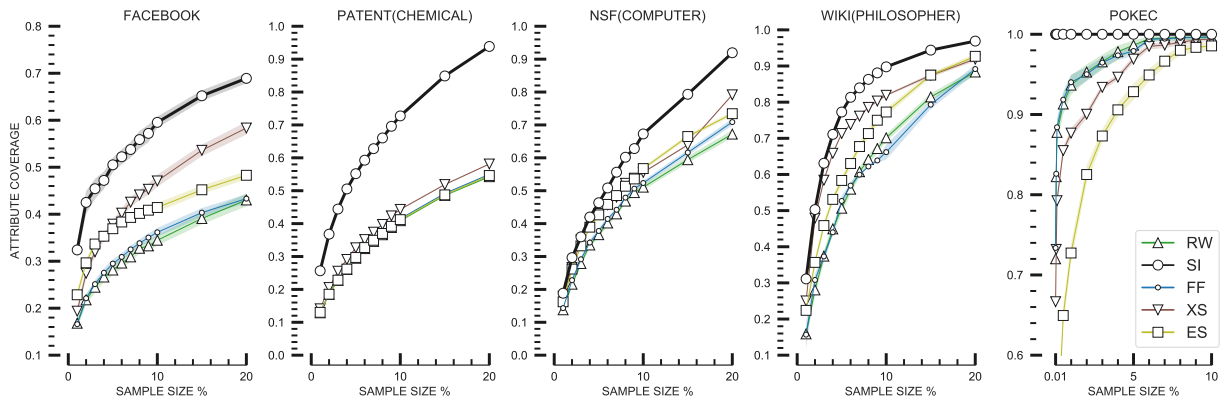 FACEBOOK
PATENT(CHEMICAL)
NSF(COMPUTER)
WIKI(PHILOSOPHER)
POKEC
ATTRIBUTE COVERAGE
0.8
0.7
0.6
0.5
0.4
0.3
0.2
0.1
0 10 20
SAMPLE SIZE %
1.0
0.9
0.8
0.7
0.6
0.5
0.4
0.3
0.2
0.1
0.0
0 10 20
SAMPLE SIZE %
1.0
0.9
0.8
0.7
0.6
0.5
0.4
0.3
0.2
0.1
0.0
0 10 20
SAMPLE SIZE %
1.0
0.9
0.8
0.7
0.6
0.5
0.4
0.3
0.2
0.1
0 10 20
SAMPLE SIZE %
1.0
0.9
0.8
0.7
0.6
0.01 1 5 10
SAMPLE SIZE %
RW
SI
FF
XS
ES